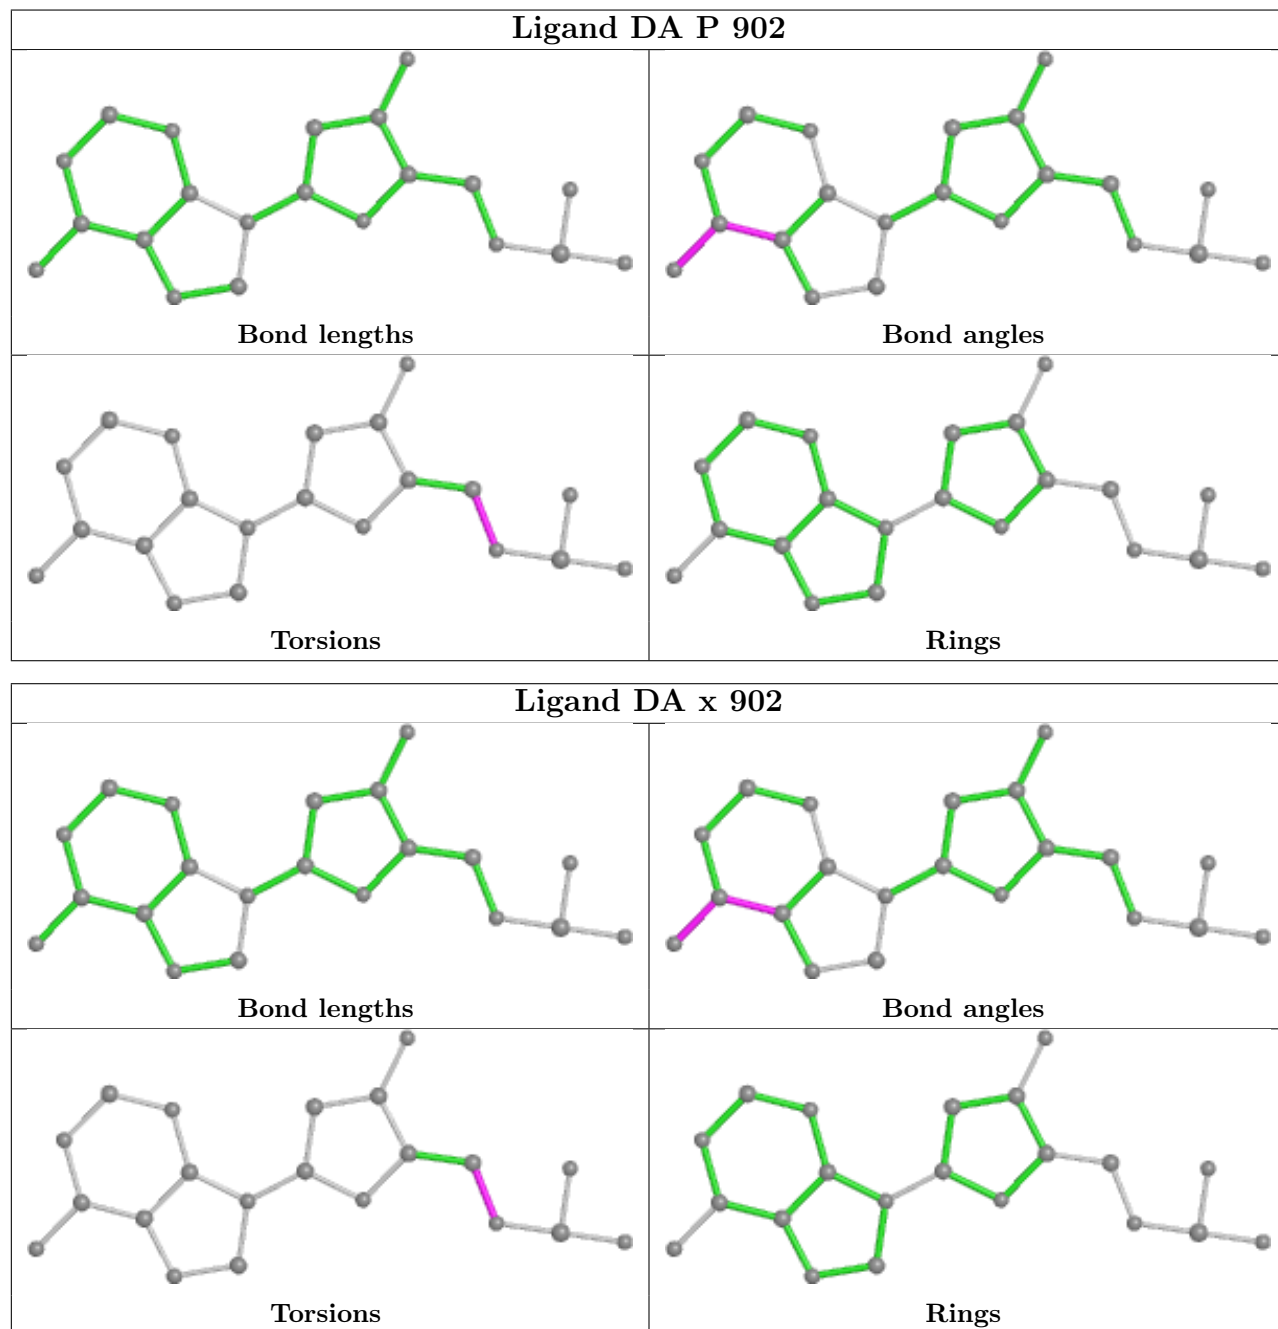 Ligand DA P 902
Bond lengths
Bond angles
Torsions
Rings
Ligand DA x 902
Bond lengths
Bond angles
Torsions
Rings